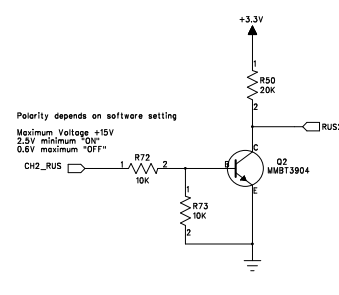 +3.3V
1
R50
20K
2
Polarity depends on software setting
Maximum Voltage +15V
2.5V minimum "ON"
0.6V maximum "OFF"
RUS
C
CH2_RUS
1
R72
2
10K
B
Q2
MMBT3904
E
1
R73
10K
2